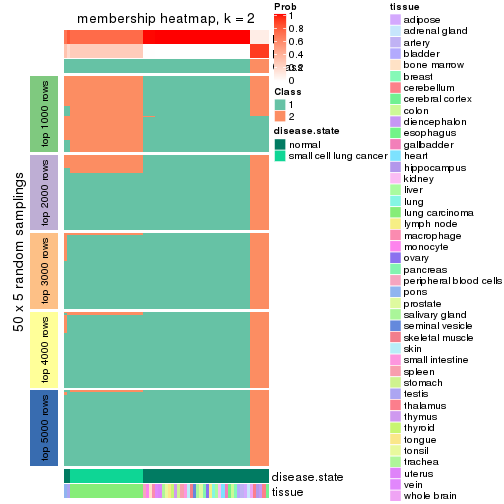 membership heatmap, k = 2
50 x 5 random samplings
top 1000 rows
top 2000 rows
top 3000 rows
top 4000 rows
top 5000 rows
disease.state
tissue
Prob
1
0.8
0.6
0.4
0.2
0
Class
1
2
disease.state
normal
small cell lung cancer
tissue
adipose
adrenal gland
artery
bladder
bone marrow
breast
cerebellum
cerebral cortex
colon
diencephalon
esophagus
gallbladder
heart
hippocampus
kidney
liver
lung
lung carcinoma
lymph node
macrophage
monocyte
ovary
pancreas
peripheral blood cells
pons
prostate
salivary gland
seminal vesicle
skeletal muscle
skin
small intestine
spleen
stomach
testis
thalamus
thymus
thyroid
tongue
tonsil
trachea
uterus
vein
whole brain